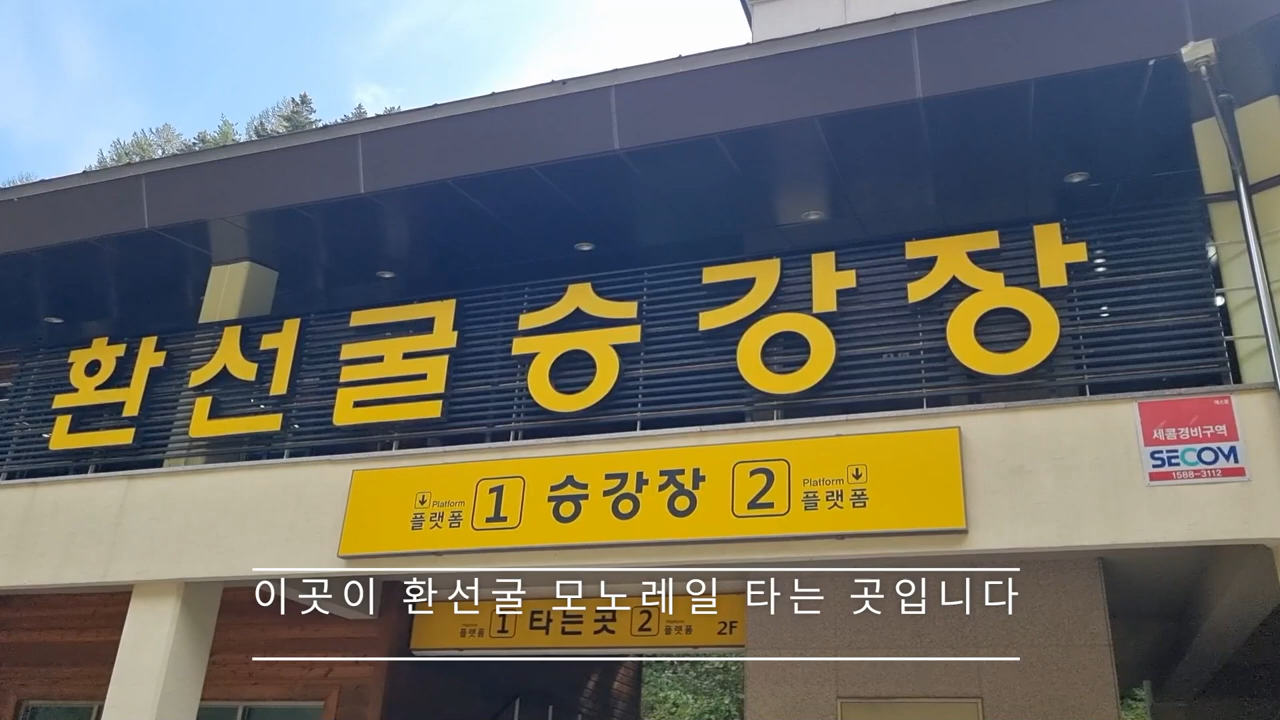 환선굴승강장
Platform 플랫폼 1 승강장 2 Platform 플랫폼
세콤경비구역
SECOM
1588-3112
이곳이 환선굴 모노레일 타는 곳입니다
플랫폼 1 타는곳 2 플랫폼 2F